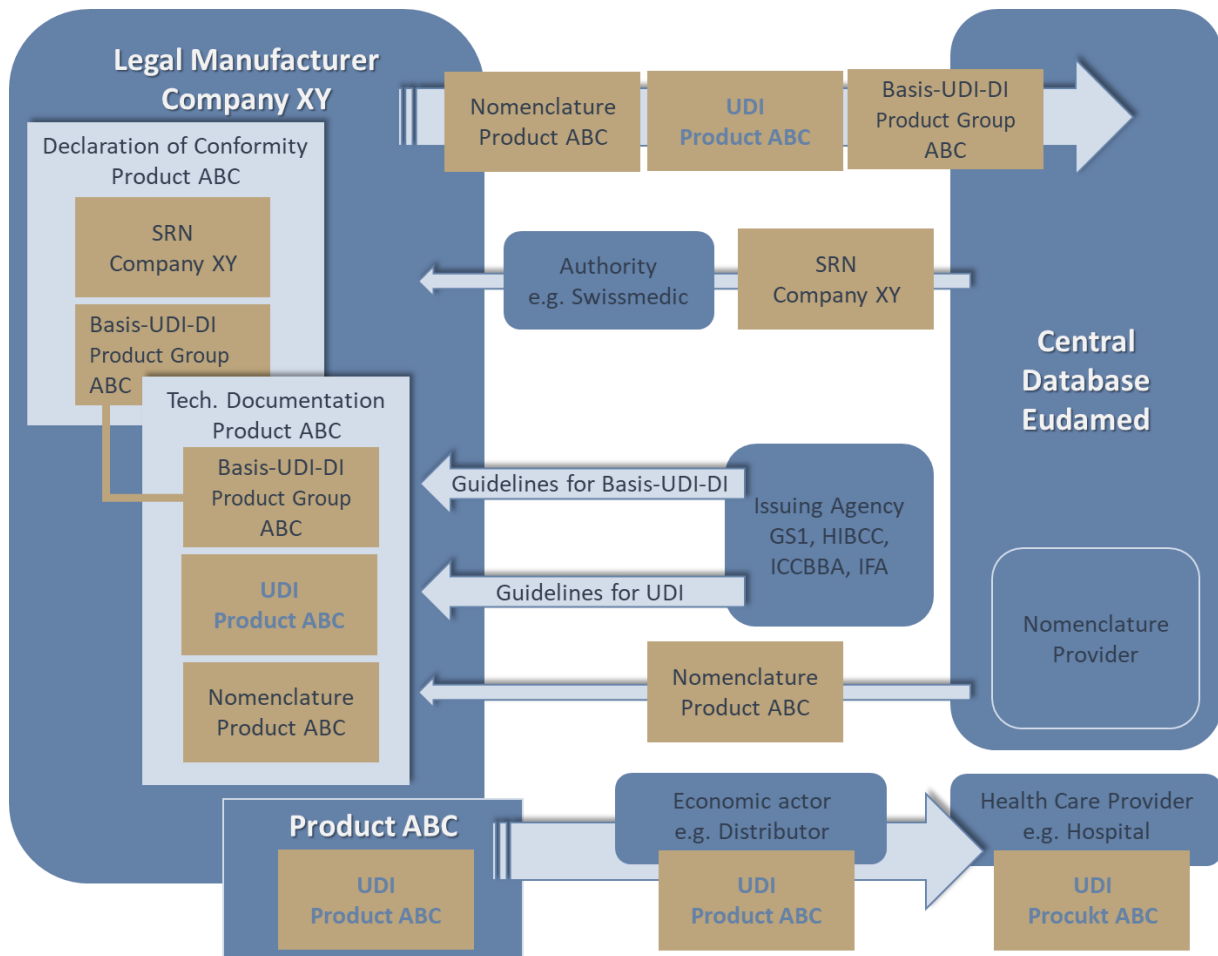 Legal Manufacturer
Company XY
Declaration of Conformity
Product ABC
SRN
Company XY
Basis-UDI-DI
Product Group
ABC
Tech. Documentation
Product ABC
Basis-UDI-DI
Product Group
ABC
UDI
Product ABC
Nomenclature
Product ABC
Nomenclature
Product ABC
UDI
Product ABC
Basis-UDI-DI
Product Group
ABC
Authority
e.g. Swissmedic
SRN
Company XY
Central
Database
Eudamed
Guidelines for Basis-UDI-DI
Guidelines for UDI
Issuing Agency
GS1, HIBCC,
ICCBBA, IFA
Nomenclature
Provider
Nomenclature
Product ABC
Product ABC
UDI
Product ABC
Economic actor
e.g. Distributor
UDI
Product ABC
Health Care Provider
e.g. Hospital
UDI
Procukt ABC